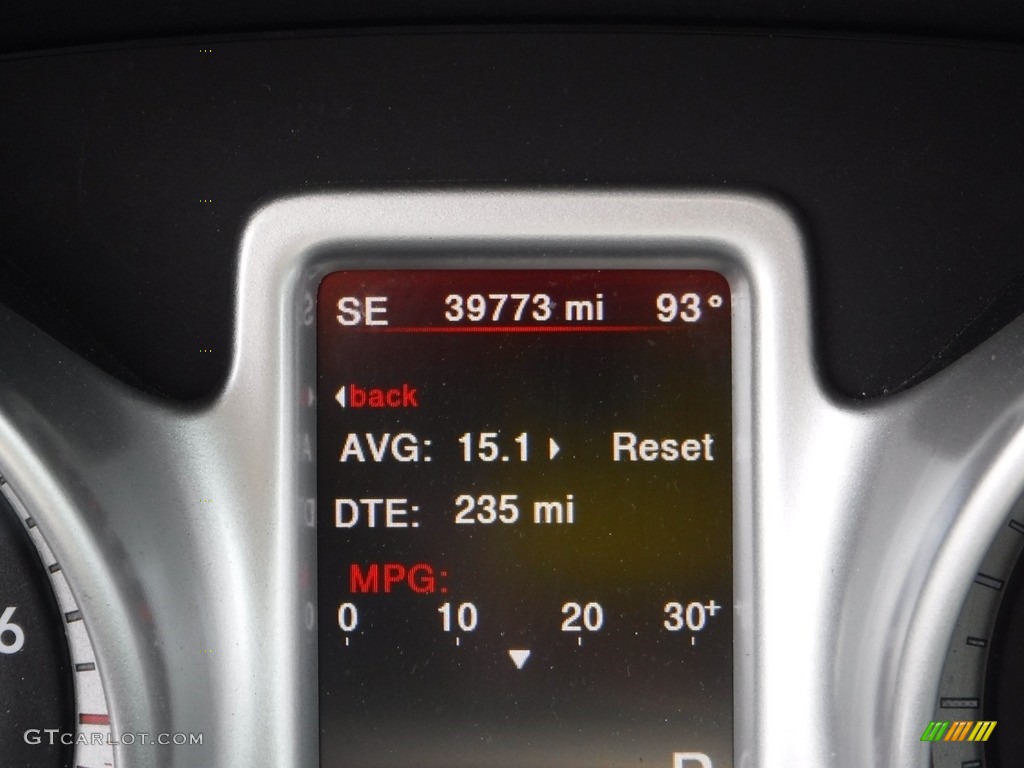 SE 39773 mi 93°
back
AVG: 15.1 Reset
DTE: 235 mi
MPG:
0 10 20 30+
6
GTCARLOT.COM